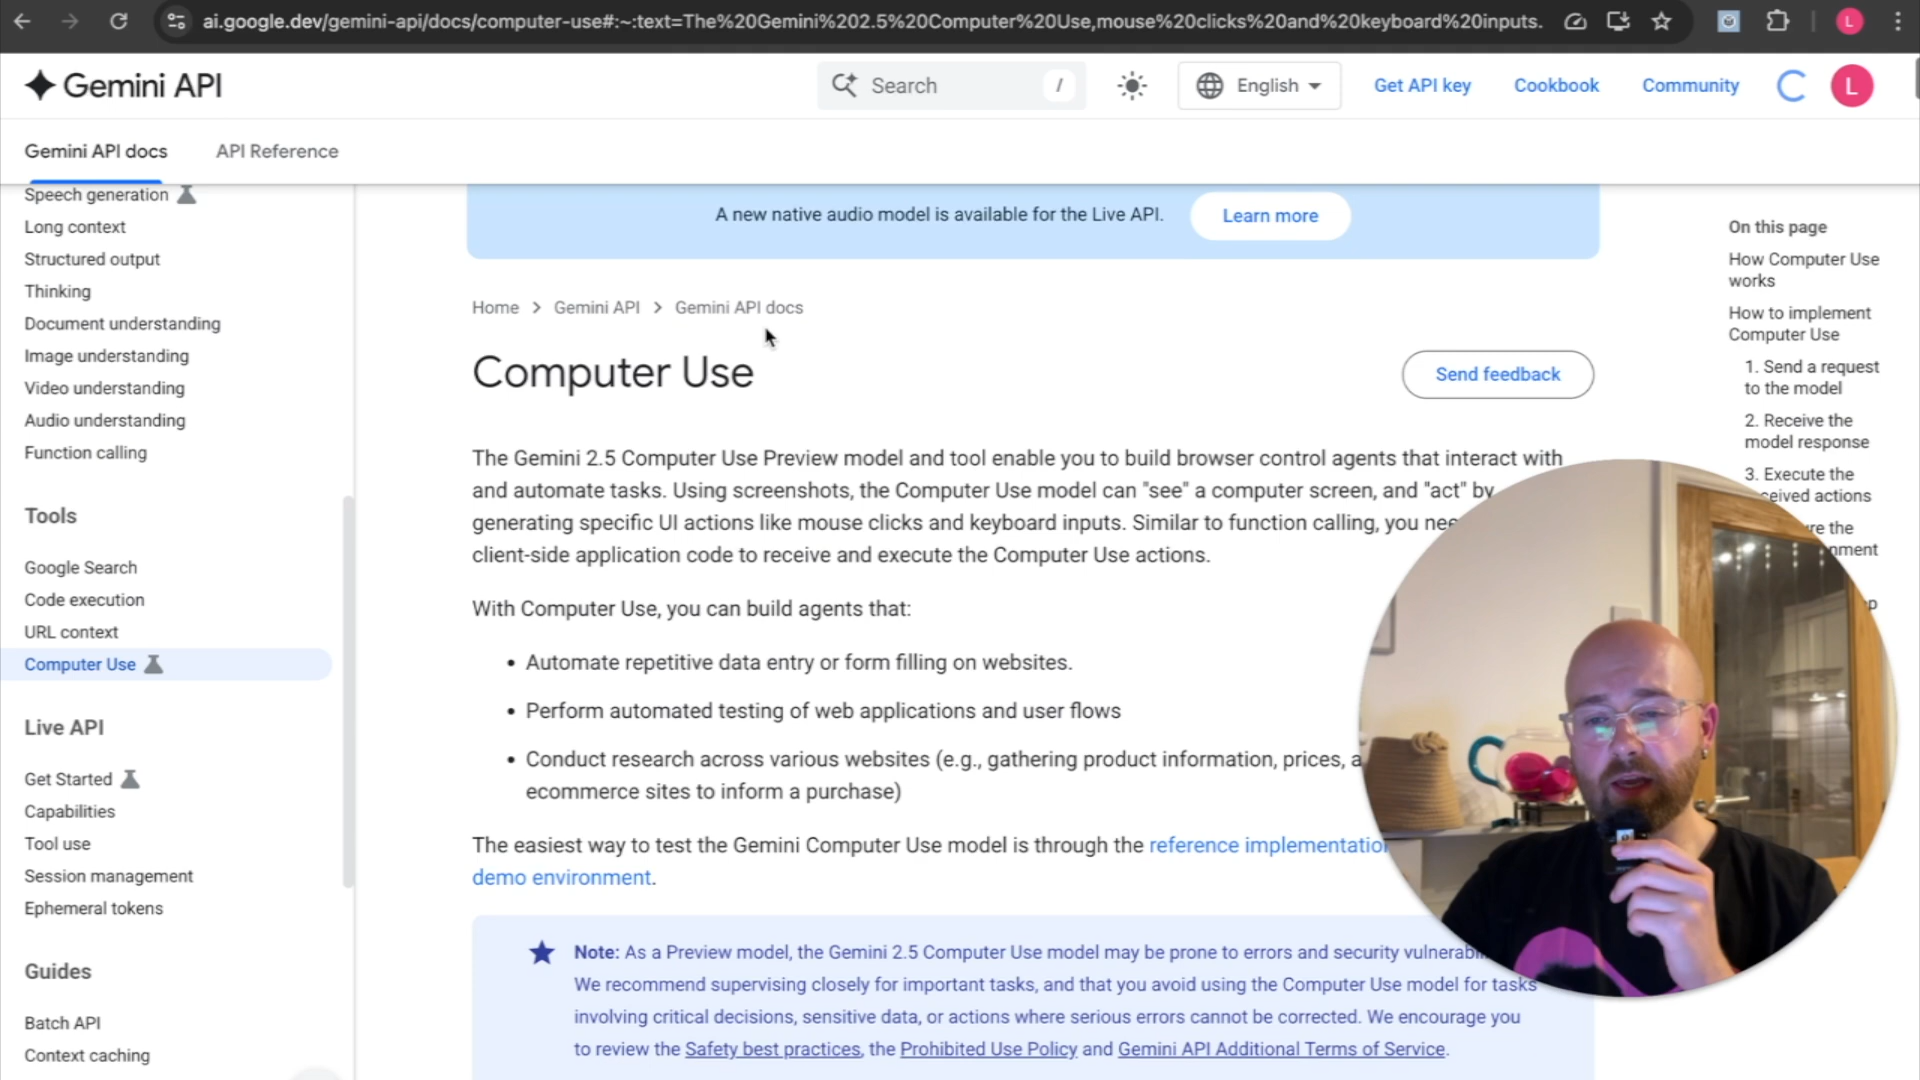 ai.google.dev/gemini-api/docs/computer-use#:~:text=The%20Gemini%202.5%20Computer%20Use,mouse%20clicks%20and%20keyboard%20inputs.
L
Gemini API
Search
/
English
Get API key
Cookbook
Community
L
Gemini API docs
API Reference
Speech generation
Long context
Structured output
Thinking
Document understanding
Image understanding
Video understanding
Audio understanding
Function calling
Tools
Google Search
Code execution
URL context
Computer Use
Live API
Get Started
Capabilities
Tool use
Session management
Ephemeral tokens
Guides
Batch API
Context caching
A new native audio model is available for the Live API.
Learn more
Home > Gemini API > Gemini API docs
Computer Use
Send feedback
The Gemini 2.5 Computer Use Preview model and tool enable you to build browser control agents that interact with
and automate tasks. Using screenshots, the Computer Use model can "see" a computer screen, and "act" by
generating specific UI actions like mouse clicks and keyboard inputs. Similar to function calling, you
client-side application code to receive and execute the Computer Use actions.
With Computer Use, you can build agents that:
• Automate repetitive data entry or form filling on websites.
• Perform automated testing of web applications and user flows
• Conduct research across various websites (e.g., gathering product information, prices,
ecommerce sites to inform a purchase)
The easiest way to test the Gemini Computer Use model is through the reference
demo environment.
Note: As a Preview model, the Gemini 2.5 Computer Use model may be prone to errors and security
We recommend supervising closely for important tasks, and that you avoid using the Computer Use model for tasks
involving critical decisions, sensitive data, or actions where serious errors cannot be corrected. We encourage you
to review the Safety best practices, the Prohibited Use Policy and Gemini API Additional Terms of Service.
On this page
How Computer Use
works
How to implement
Computer Use
1. Send a request
to the model
2. Receive the
model response
3. Execute the
actions
the